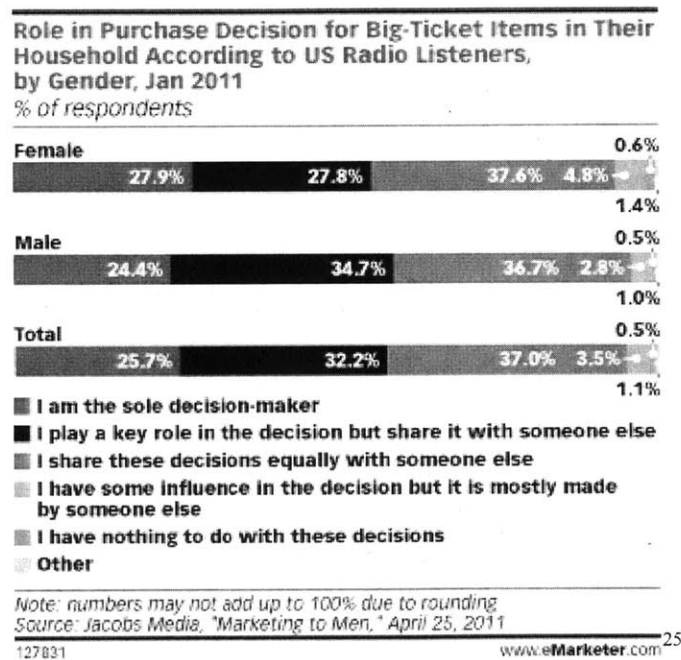 Role in Purchase Decision for Big-Ticket Items in Their
Household According to US Radio Listeners,
by Gender, Jan 2011
% of respondents
Female
0.6%
27.9% 27.8% 37.6% 4.8%
1.4%
Male
0.5%
24.4% 34.7% 36.7% 2.8%
1.0%
Total
0.5%
25.7% 32.2% 37.0% 3.5%
1.1%
I am the sole decision-maker
I play a key role in the decision but share it with someone else
I share these decisions equally with someone else
I have some influence in the decision but it is mostly made
by someone else
I have nothing to do with these decisions
Other
Note: numbers may not add up to 100% due to rounding
Source: Jacobs Media, "Marketing to Men," April 25, 2011
127831 www.eMarketer.com 25